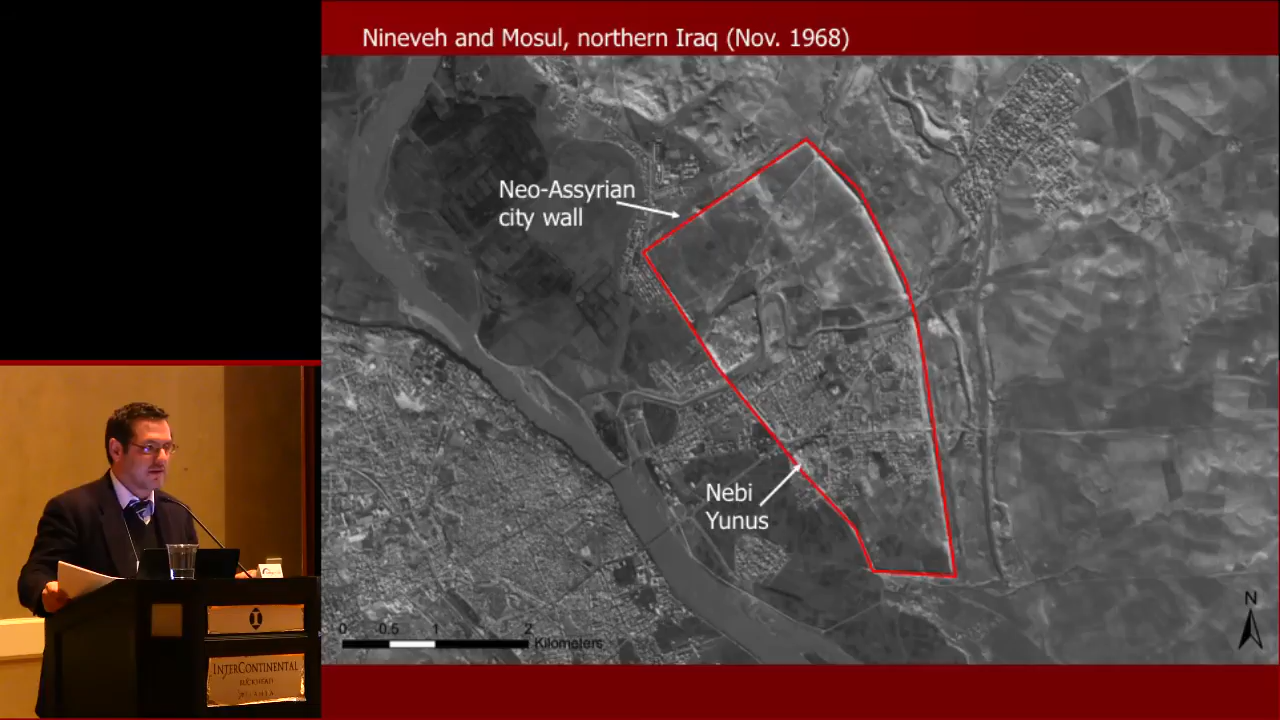 Nineveh and Mosul, northern Iraq (Nov. 1968)
Neo-Assyrian
city wall
Nebi
Yunus
0 0.5 1 2
Kilometers
N
INTERCONTINENTAL
BUCKHEAD